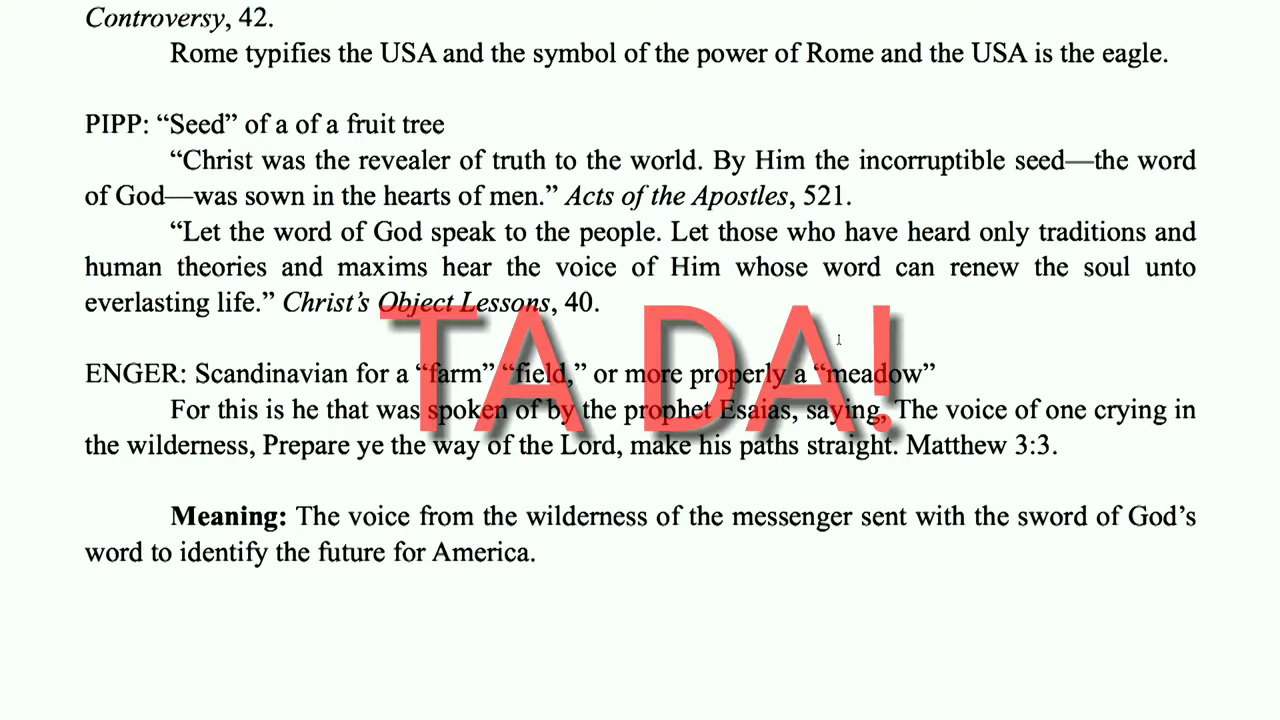 Controversy, 42.
Rome typifies the USA and the symbol of the power of Rome and the USA is the eagle.
PIPP: “Seed” of a of a fruit tree
“Christ was the revealer of truth to the world. By Him the incorruptible seed—the word
of God—was sown in the hearts of men.” Acts of the Apostles, 521.
“Let the word of God speak to the people. Let those who have heard only traditions and
human theories and maxims hear the voice of Him whose word can renew the soul unto
everlasting life.” Christ’s Object Lessons, 40.
TA DA!
ENGER: Scandinavian for a “farm” “field,” or more properly a “meadow”
For this is he that was spoken of by the prophet Esaias, saying, The voice of one crying in
the wilderness, Prepare ye the way of the Lord, make his paths straight. Matthew 3:3.
Meaning: The voice from the wilderness of the messenger sent with the sword of God’s
word to identify the future for America.